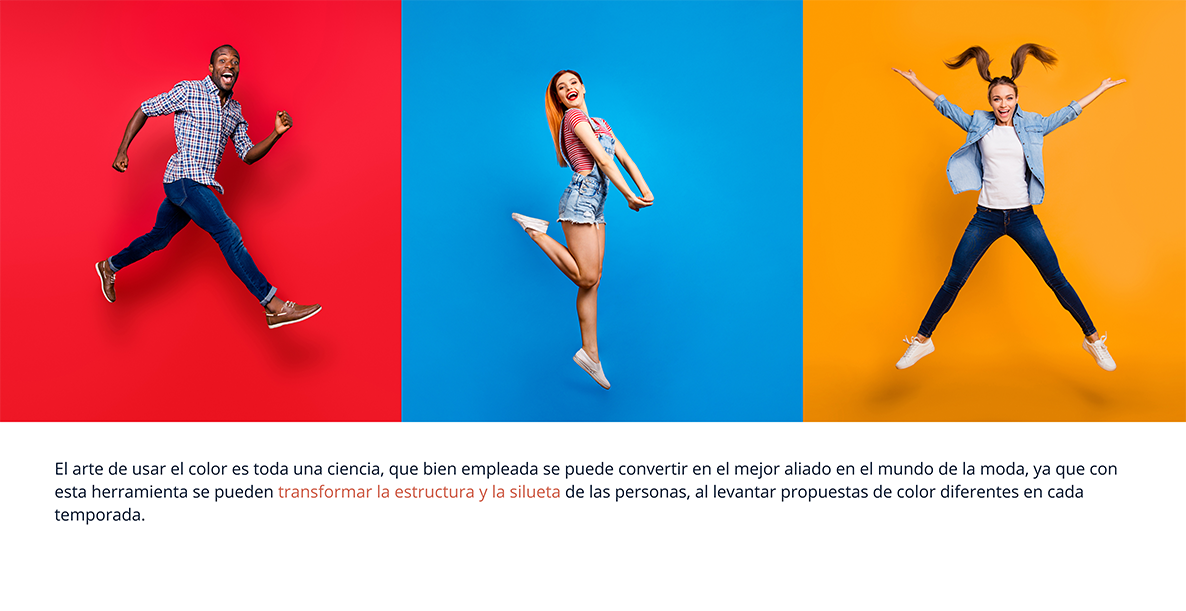 El arte de usar el color es toda una ciencia, que bien empleada se puede convertir en el mejor aliado en el mundo de la moda, ya que con
esta herramienta se pueden transformar la estructura y la silueta de las personas, al levantar propuestas de color diferentes en cada
temporada.